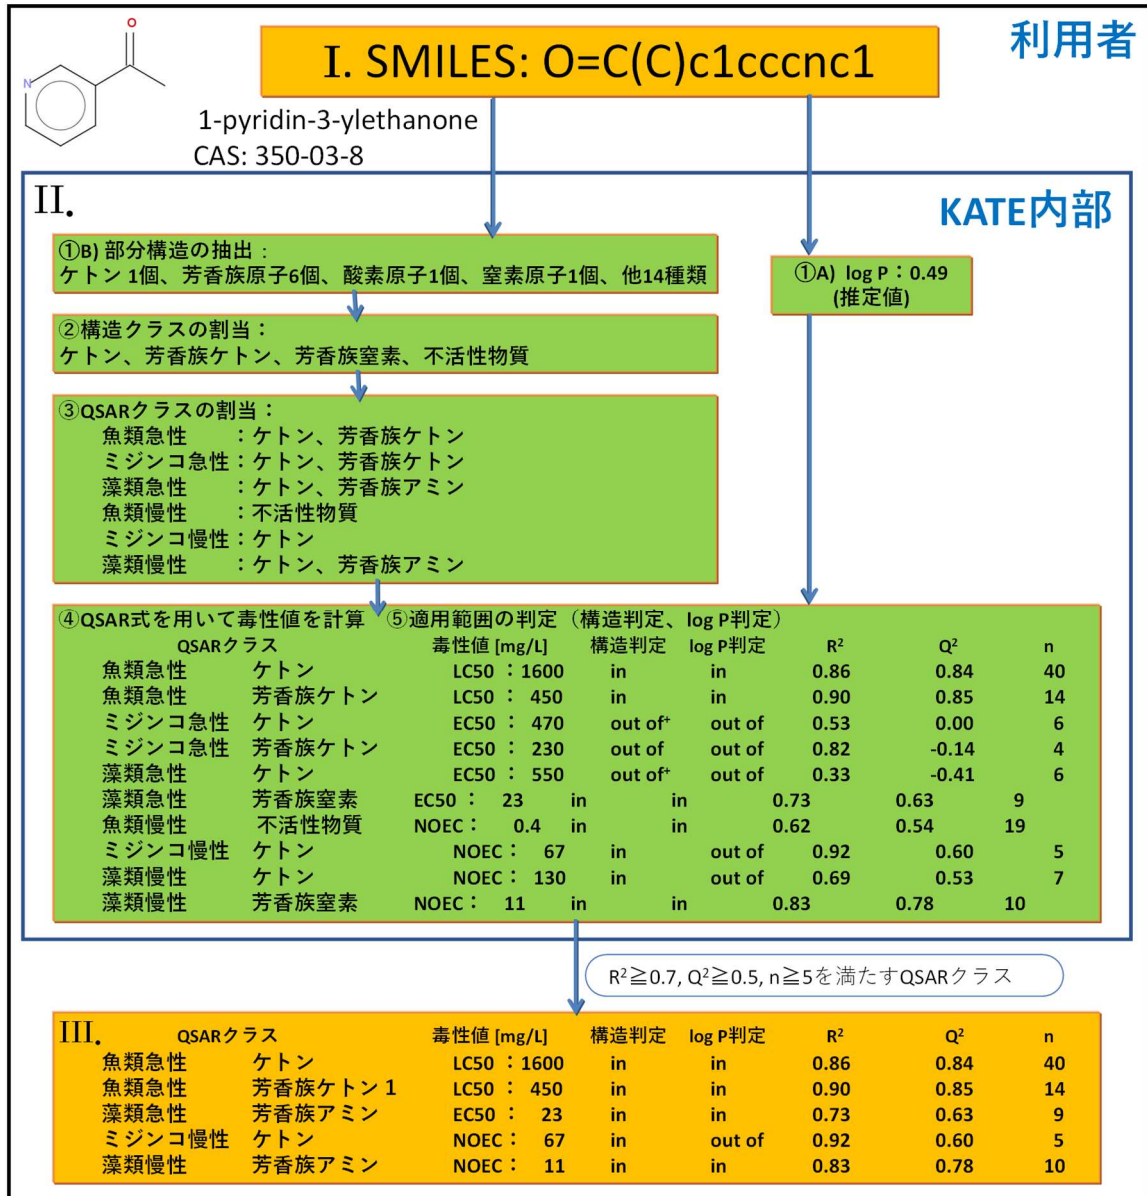 利用者
O
N
I. SMILES: O=C(C)c1cccnc1
1-pyridin-3-ylethanone
CAS: 350-03-8
II.
KATE内部
①B) 部分構造の抽出：
ケトン 1個、芳香族原子6個、酸素原子1個、窒素原子1個、他14種類
①A) log P：0.49
(推定値)
②構造クラスの割当：
ケトン、芳香族ケトン、芳香族窒素、不活性物質
③QSARクラスの割当：
魚類急性 ：ケトン、芳香族ケトン
ミジンコ急性：ケトン、芳香族ケトン
藻類急性 ：ケトン、芳香族アミン
魚類慢性 ：不活性物質
ミジンコ慢性：ケトン
藻類慢性 ：ケトン、芳香族アミン
④QSAR式を用いて毒性値を計算 ⑤適用範囲の判定（構造判定、log P判定）
QSARクラス 毒性値 [mg/L] 構造判定 log P判定 R² Q² n
魚類急性 ケトン LC50 ：1600 in in 0.86 0.84 40
魚類急性 芳香族ケトン LC50 ： 450 in in 0.90 0.85 14
ミジンコ急性 ケトン EC50 ： 470 out of⁺ out of 0.53 0.00 6
ミジンコ急性 芳香族ケトン EC50 ： 230 out of out of 0.82 -0.14 4
藻類急性 ケトン EC50 ： 550 out of⁺ out of 0.33 -0.41 6
藻類急性 芳香族窒素 EC50 ： 23 in in 0.73 0.63 9
魚類慢性 不活性物質 NOEC： 0.4 in in 0.62 0.54 19
ミジンコ慢性 ケトン NOEC： 67 in out of 0.92 0.60 5
藻類慢性 ケトン NOEC： 130 in out of 0.69 0.53 7
藻類慢性 芳香族窒素 NOEC： 11 in in 0.83 0.78 10
R²≧0.7, Q²≧0.5, n≧5を満たすQSARクラス
III. QSARクラス 毒性値 [mg/L] 構造判定 log P判定 R² Q² n
魚類急性 ケトン LC50 ：1600 in in 0.86 0.84 40
魚類急性 芳香族ケトン 1 LC50 ： 450 in in 0.90 0.85 14
藻類急性 芳香族アミン EC50 ： 23 in in 0.73 0.63 9
ミジンコ慢性 ケトン NOEC： 67 in out of 0.92 0.60 5
藻類慢性 芳香族アミン NOEC： 11 in in 0.83 0.78 10